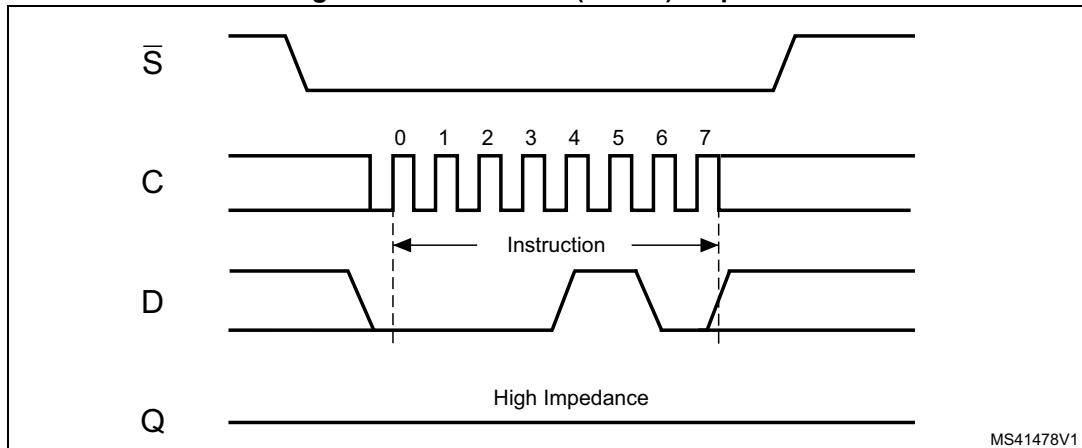 S̅
0 1 2 3 4 5 6 7
C
Instruction
D
High Impedance
Q
MS41478V1